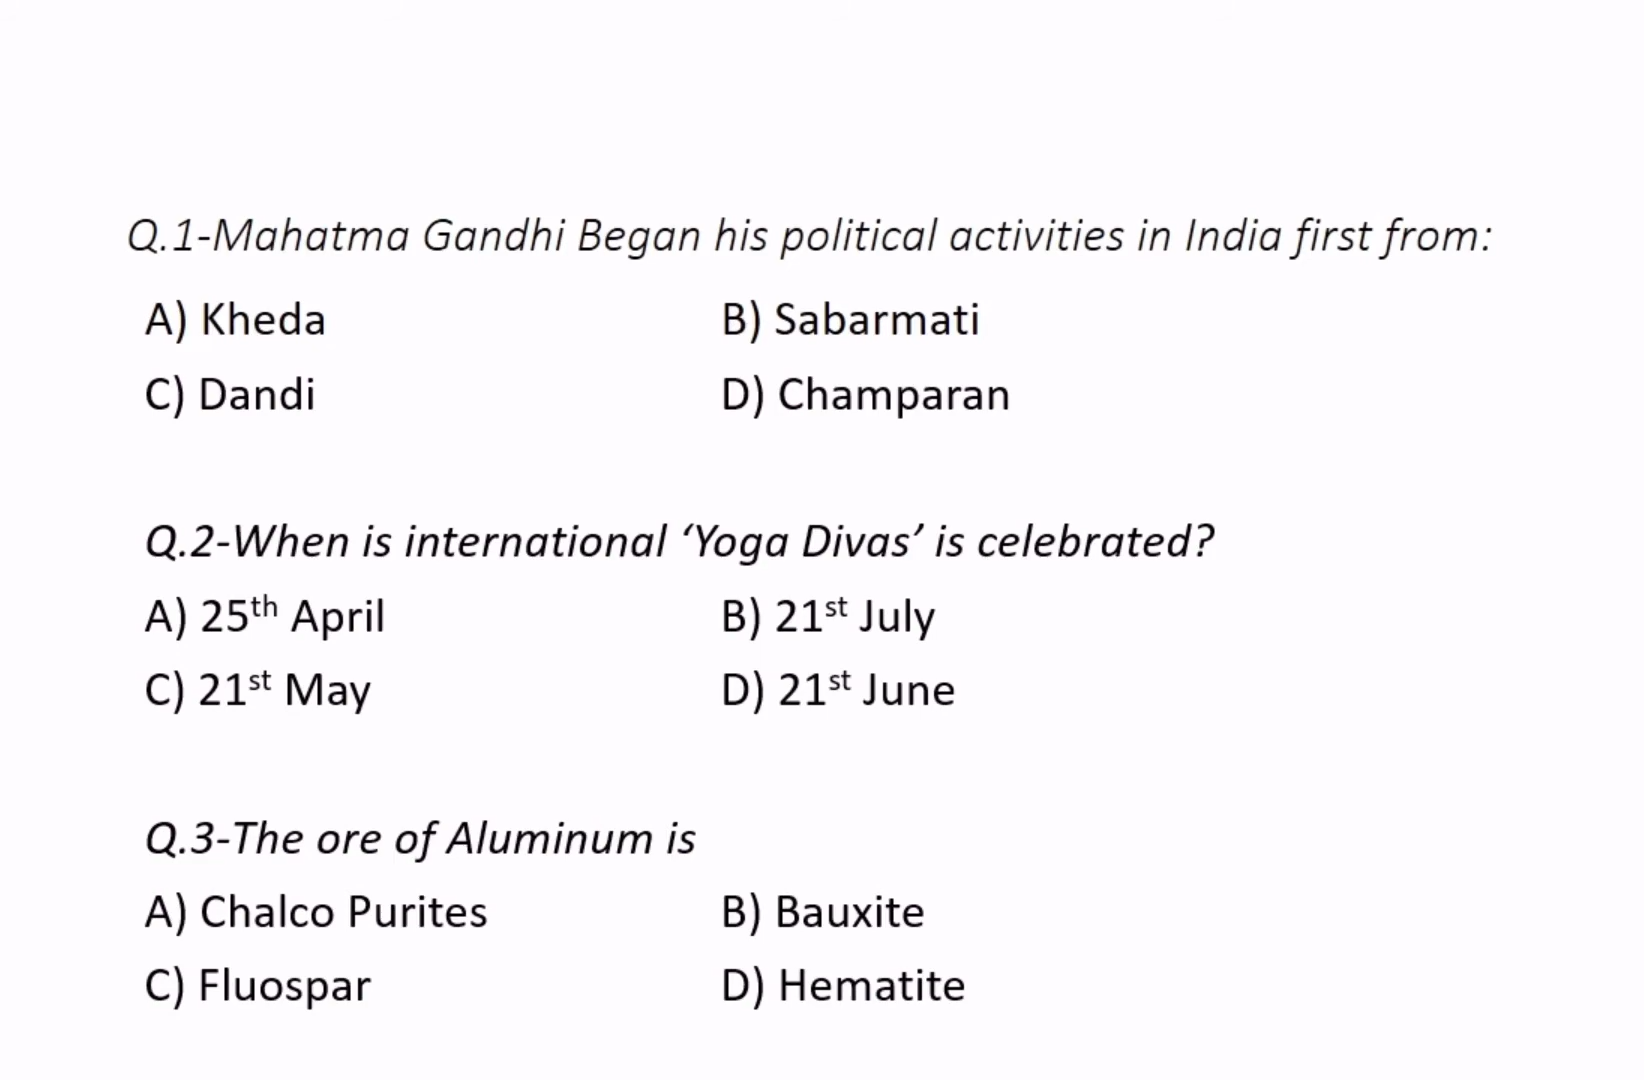 Q.1-Mahatma Gandhi Began his political activities in India first from:
A) Kheda B) Sabarmati
C) Dandi D) Champaran
Q.2-When is international ‘Yoga Divas’ is celebrated?
A) 25th April B) 21st July
C) 21st May D) 21st June
Q.3-The ore of Aluminum is
A) Chalco Purites B) Bauxite
C) Fluospar D) Hematite